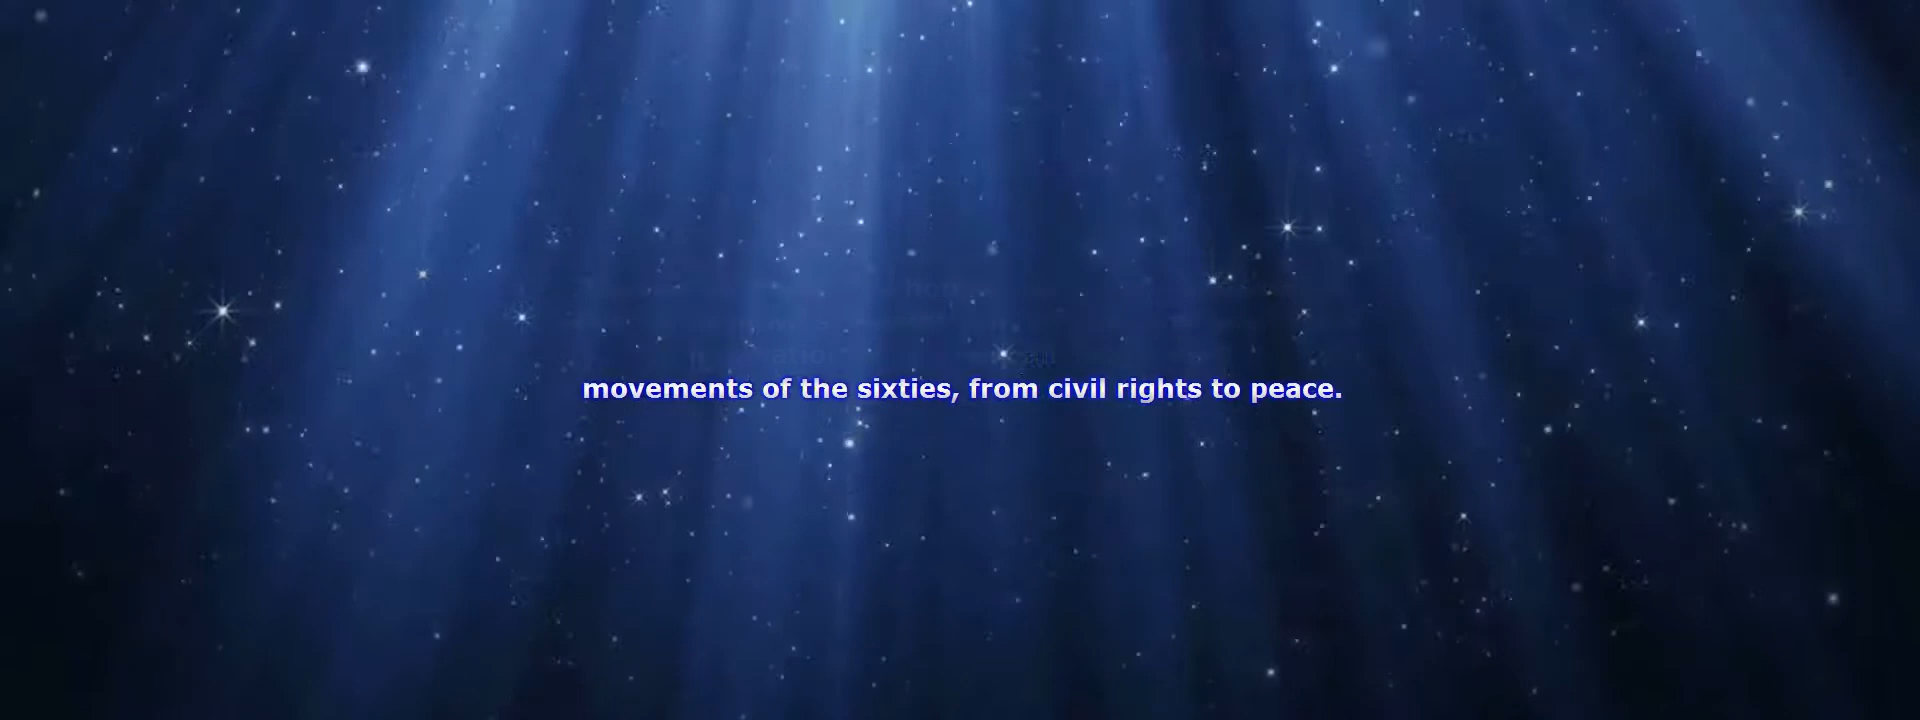 movements of the sixties, from civil rights to peace.